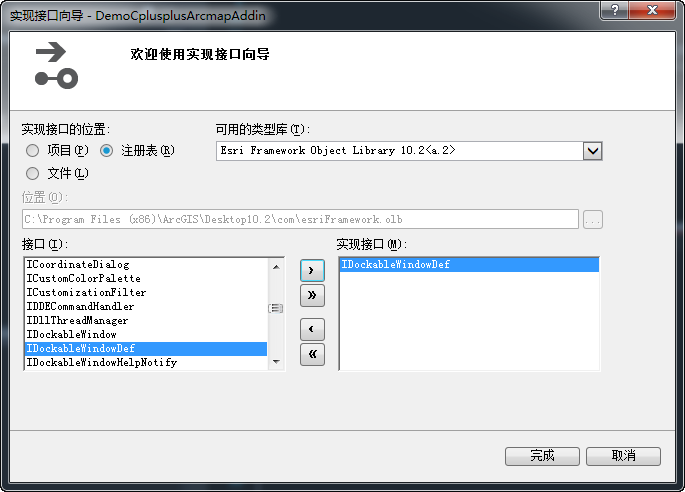 实现接口向导 - DemoCplusplusArcmapAddin
欢迎使用实现接口向导
实现接口的位置:
可用的类型库(T):
项目(P)
注册表(R)
Esri Framework Object Library 10.2<a.2>
文件(L)
位置(O):
C:\Program Files (x86)\ArcGIS\Desktop10.2\com\esriFramework.olb
...
接口(I):
实现接口(M):
ICoordinateDialog
ICustomColorPalette
ICustomizationFilter
IDDECommandHandler
IDllThreadManager
IDockableWindow
IDockableWindowDef
IDockableWindowHelpNotify
>
>>
<
<<
IDockableWindowDef
完成
取消